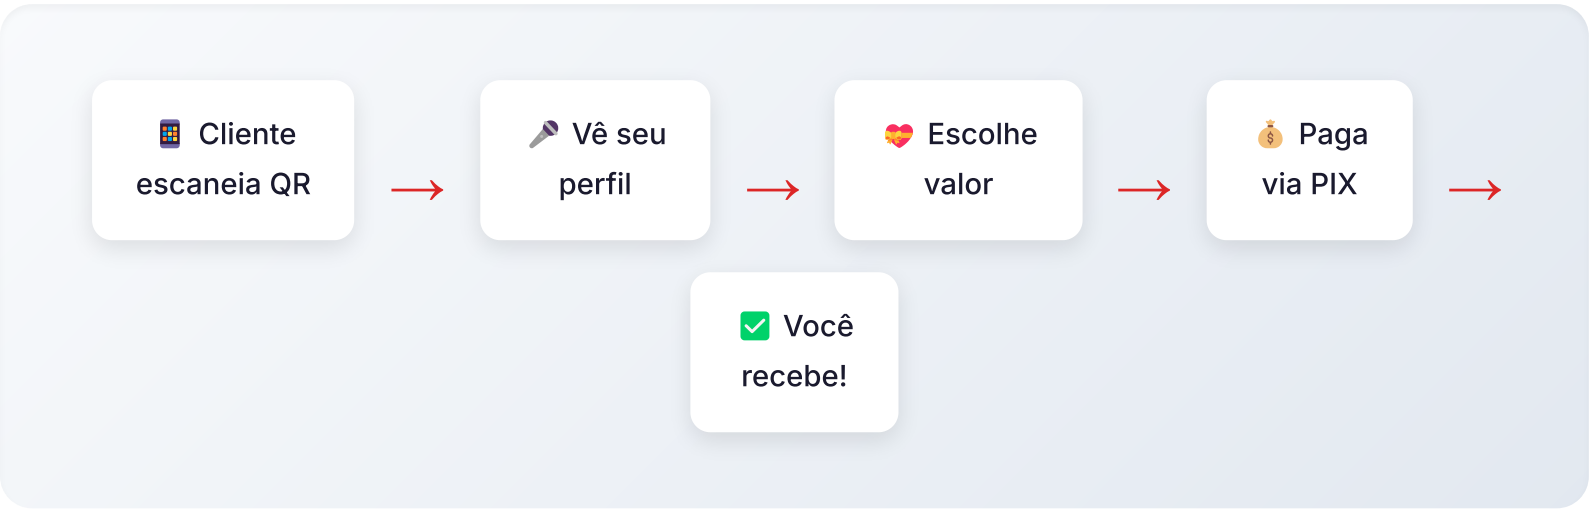 📱 Cliente
escaneia QR
→
🎤 Vê seu
perfil
→
💝 Escolhe
valor
→
💰 Paga
via PIX
→
✅ Você
recebe!